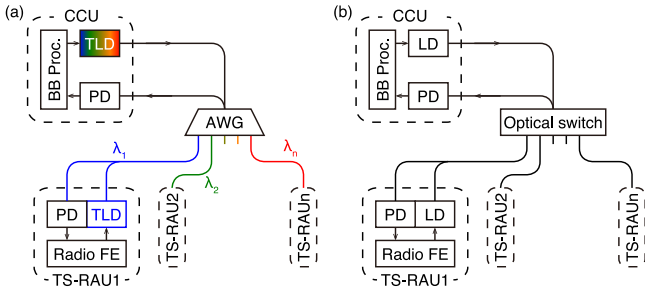 (a)
CCU
BB Proc.
TLD
PD
AWG
λ1
λ2
λn
PD
TLD
Radio FE
TS-RAU1
TS-RAU2
TS-RAUn
(b)
CCU
BB Proc.
LD
PD
Optical switch
PD
LD
Radio FE
TS-RAU1
TS-RAU2
TS-RAUn